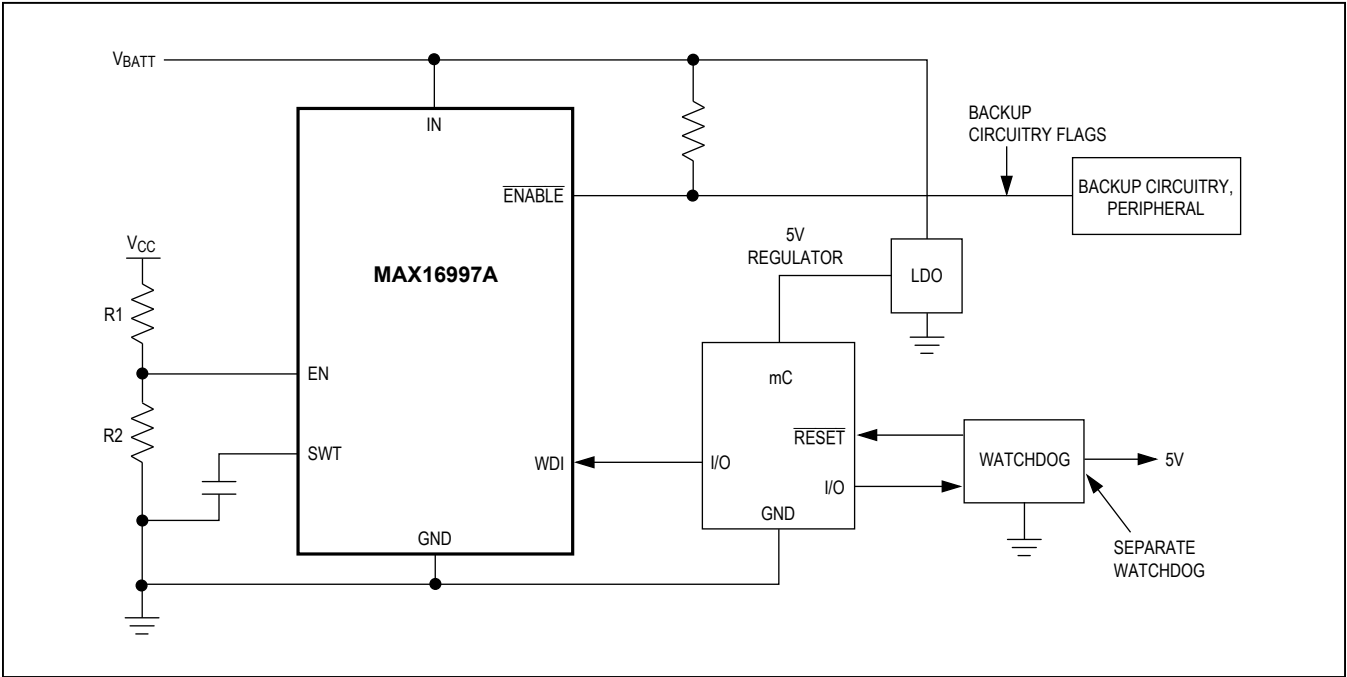 VBATT
IN
BACKUP
CIRCUITRY FLAGS
ENABLE
BACKUP CIRCUITRY,
PERIPHERAL
VCC
5V
REGULATOR
LDO
MAX16997A
R1
EN
mC
R2
RESET
SWT
WDI
I/O
WATCHDOG
5V
I/O
GND
GND
SEPARATE
WATCHDOG